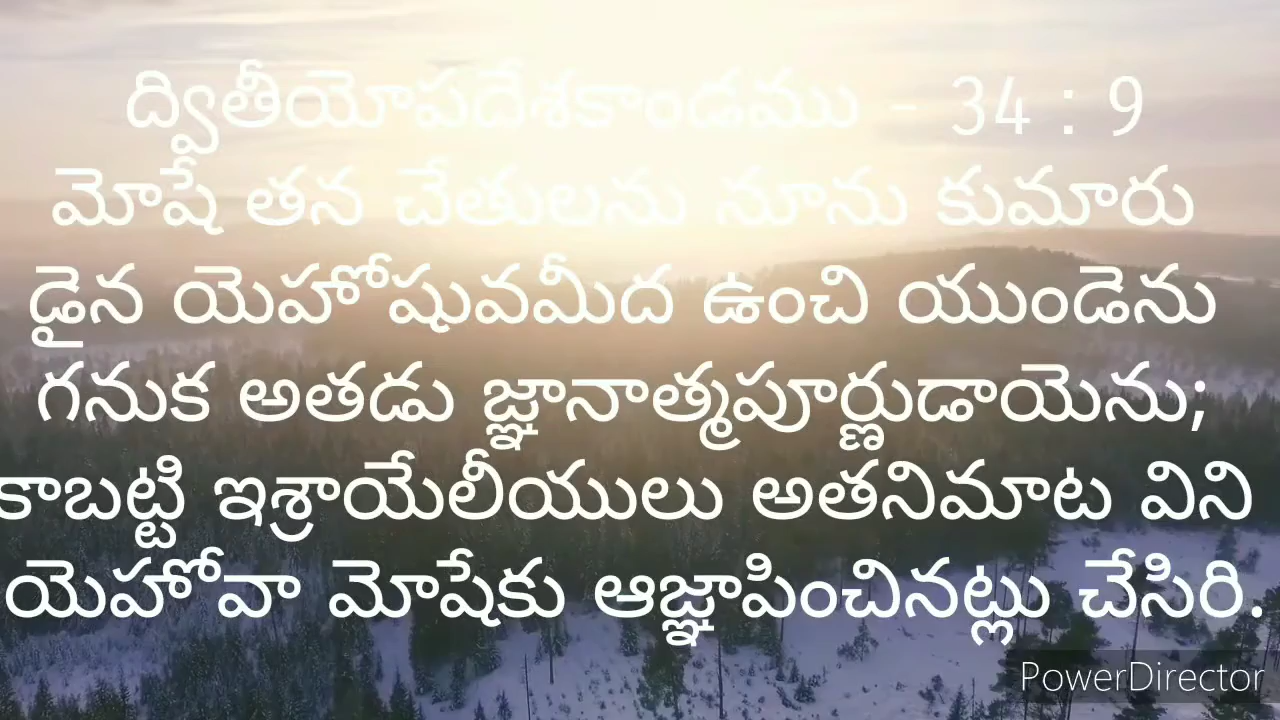 ద్వితీయోపదేశకాండము - 34 : 9
మోషే తన చేతులను నూను కుమారు
డైన యెహోషువమీద ఉంచి యుండెను
గనుక అతడు జ్ఞానాత్మపూర్ణుడాయెను;
కాబట్టి ఇశ్రాయేలీయులు అతనిమాట విని
యెహోవా మోషేకు ఆజ్ఞాపించినట్లు చేసిరి.
PowerDirector